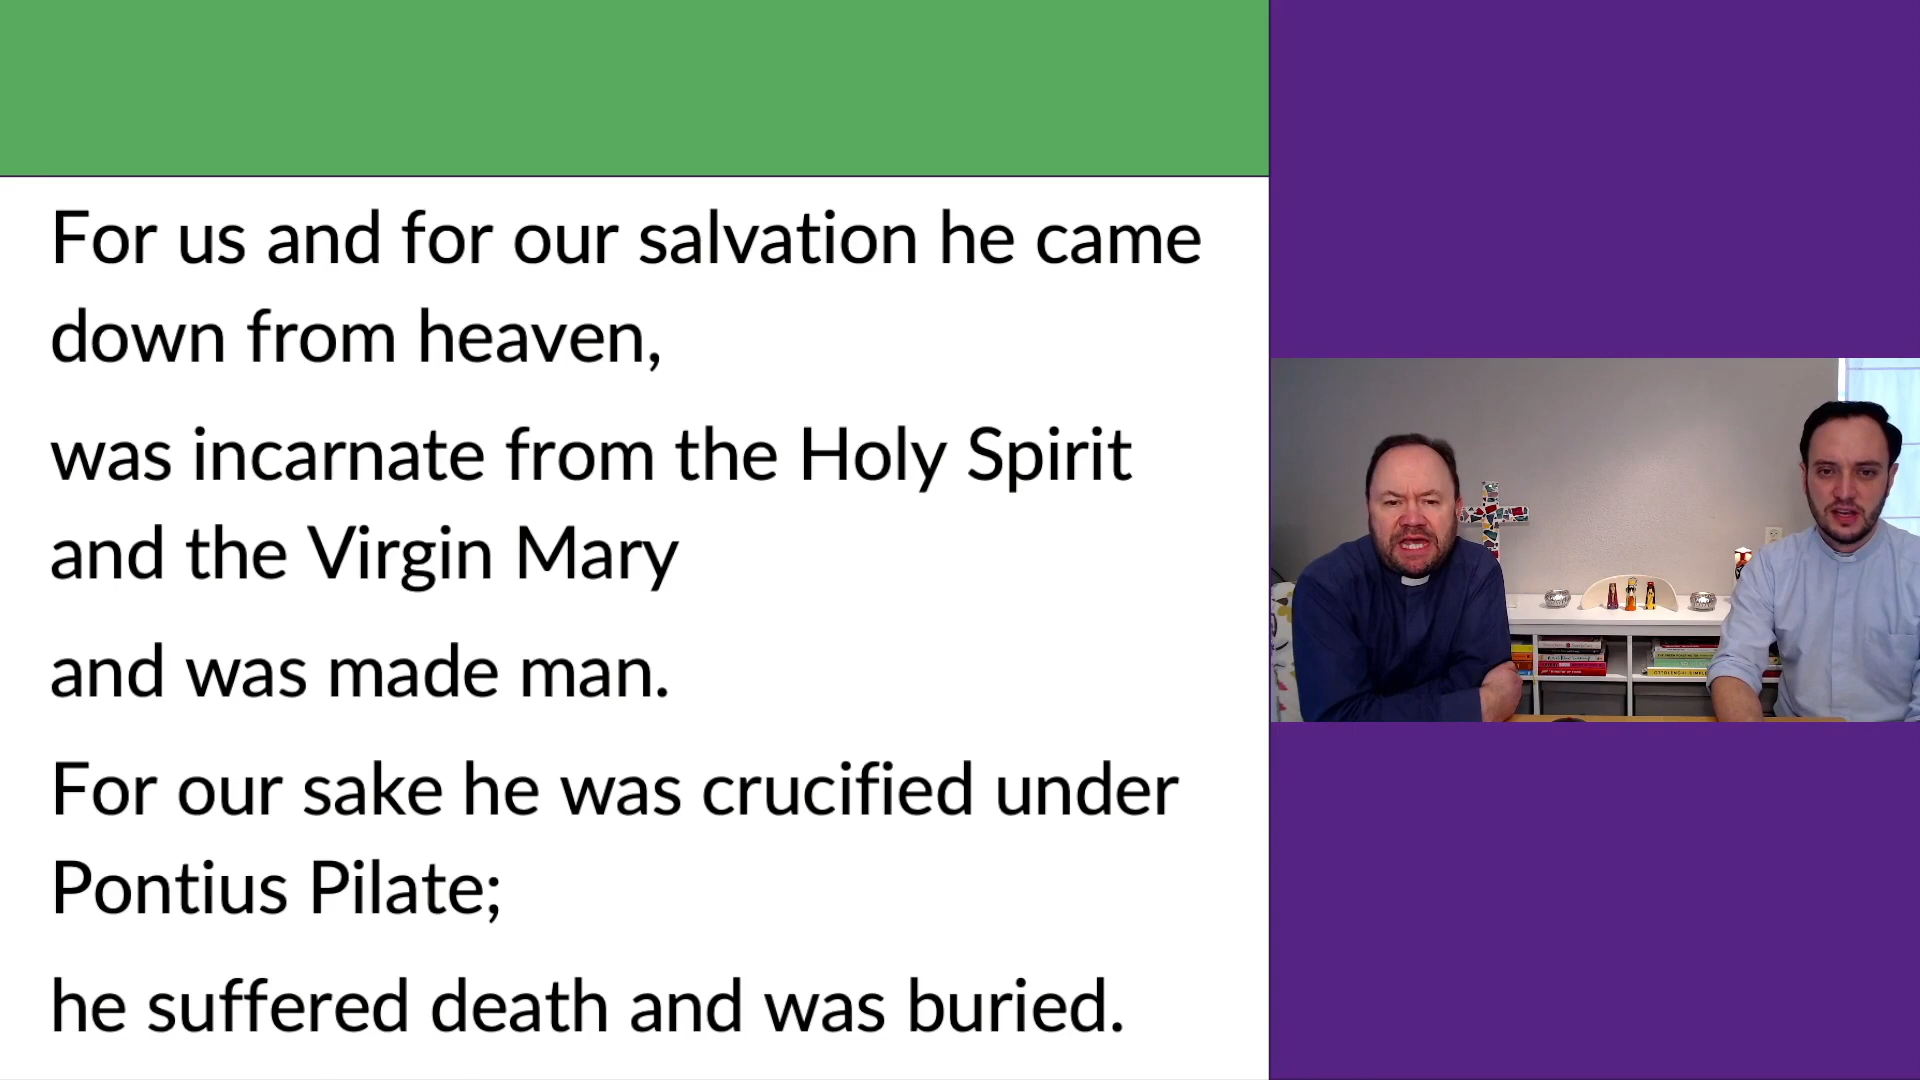 For us and for our salvation he came
down from heaven,
was incarnate from the Holy Spirit
and the Virgin Mary
and was made man.
For our sake he was crucified under
Pontius Pilate;
he suffered death and was buried.